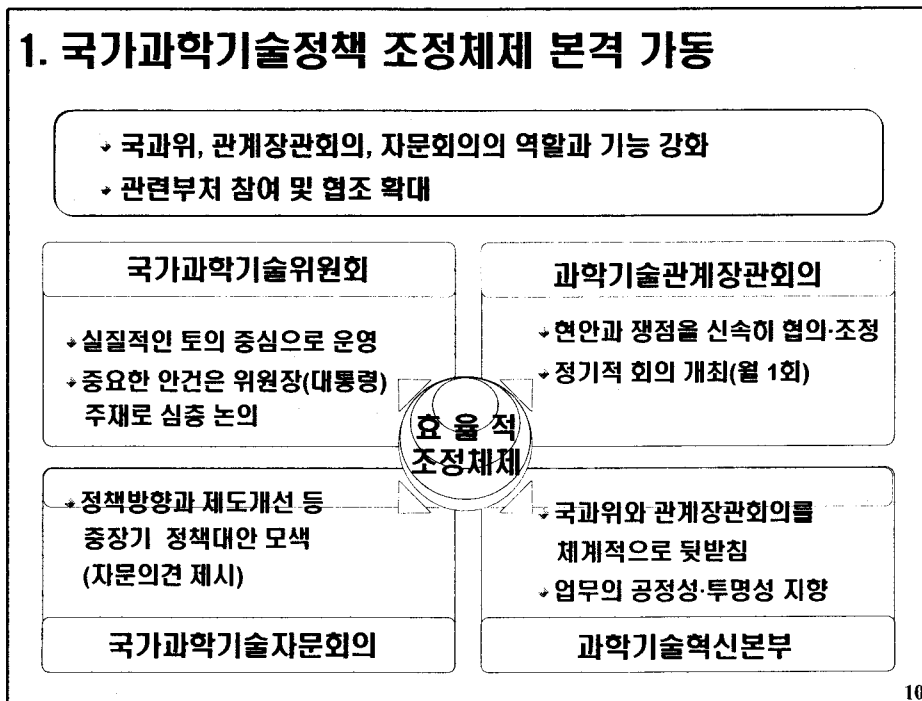 1. 국가과학기술정책 조정체제 본격 가동
국과위, 관계장관회의, 자문회의의 역할과 기능 강화
관련부처 참여 및 협조 확대
국가과학기술위원회
실질적인 토의 중심으로 운영
중요한 안건은 위원장(대통령)
주재로 심층 논의
과학기술관계장관회의
현안과 쟁점을 신속히 협의·조정
정기적 회의 개최(월 1회)
효율적
조정체제
정책방향과 제도개선 등
중장기 정책대안 모색
(자문의견 제시)
국가과학기술자문회의
국과위와 관계장관회의를
체계적으로 뒷받침
업무의 공정성·투명성 지향
과학기술혁신본부
10